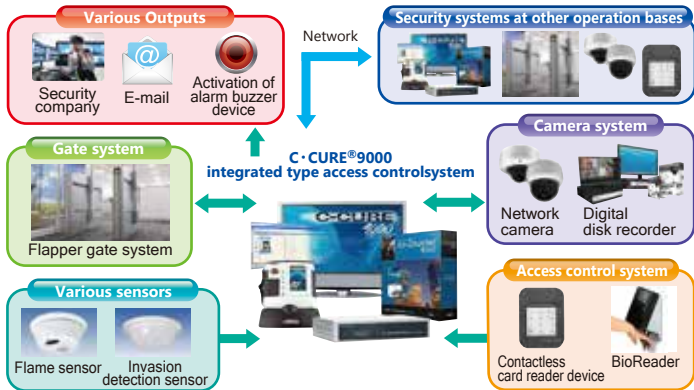 Various Outputs
Security
company
E-mail
Activation of
alarm buzzer
device
Network
Security systems at other operation bases
Gate system
Flapper gate system
C・CURE®9000
integrated type access controlsystem
Camera system
Network
camera
Digital
disk recorder
C•CURE
9000
Various sensors
Flame sensor
Invasion
detection sensor
Access control system
Contactless
card reader device
BioReader